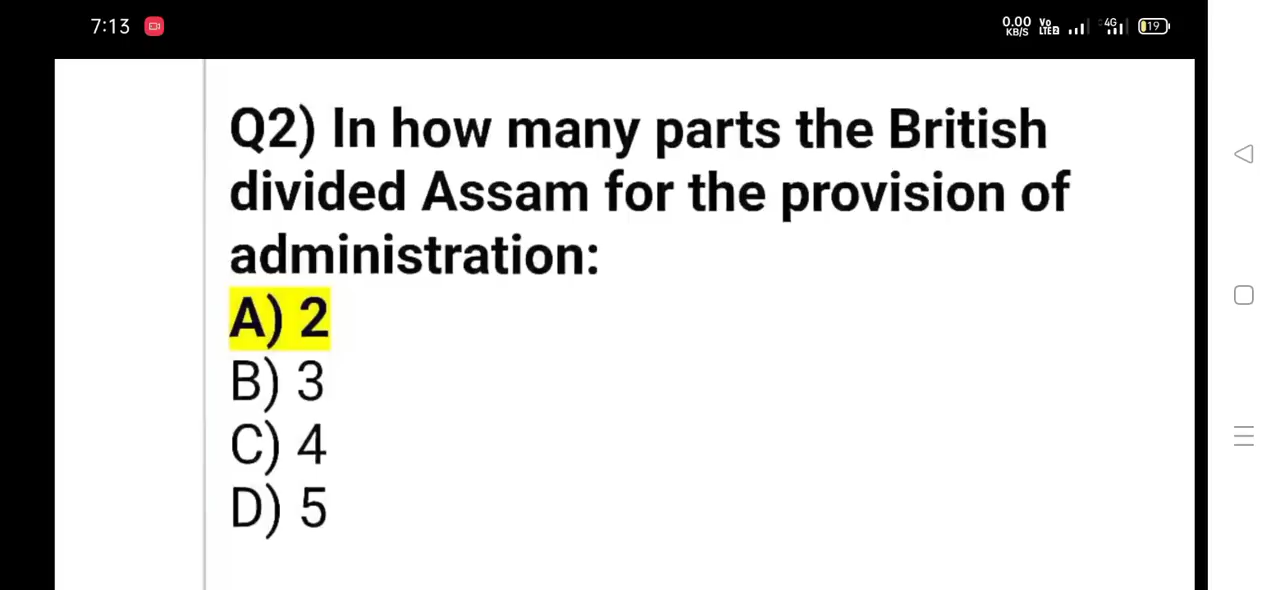 7:13
0.00 KB/S Vo LTE2 4G 19
Q2) In how many parts the British
divided Assam for the provision of
administration:
A) 2
B) 3
C) 4
D) 5